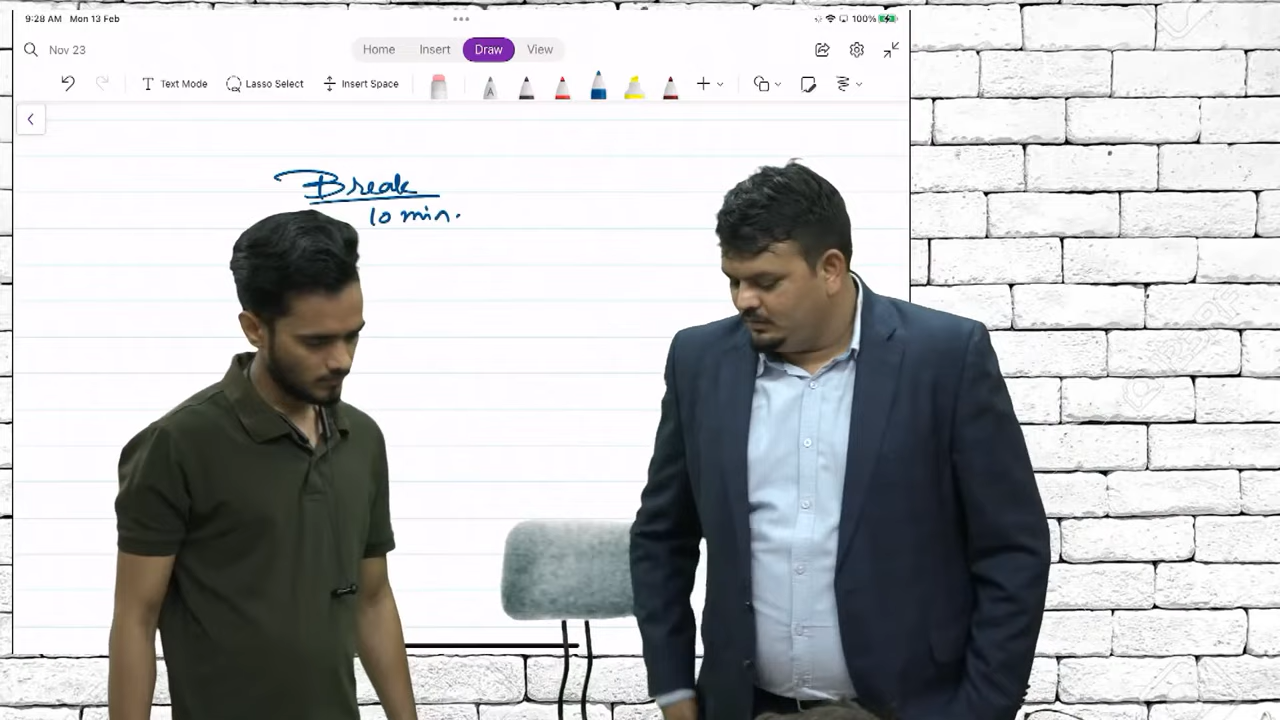 9:28 AM Mon 13 Feb
100%
Nov 23
Home Insert Draw View
Text Mode Lasso Select Insert Space
Break
10 min.